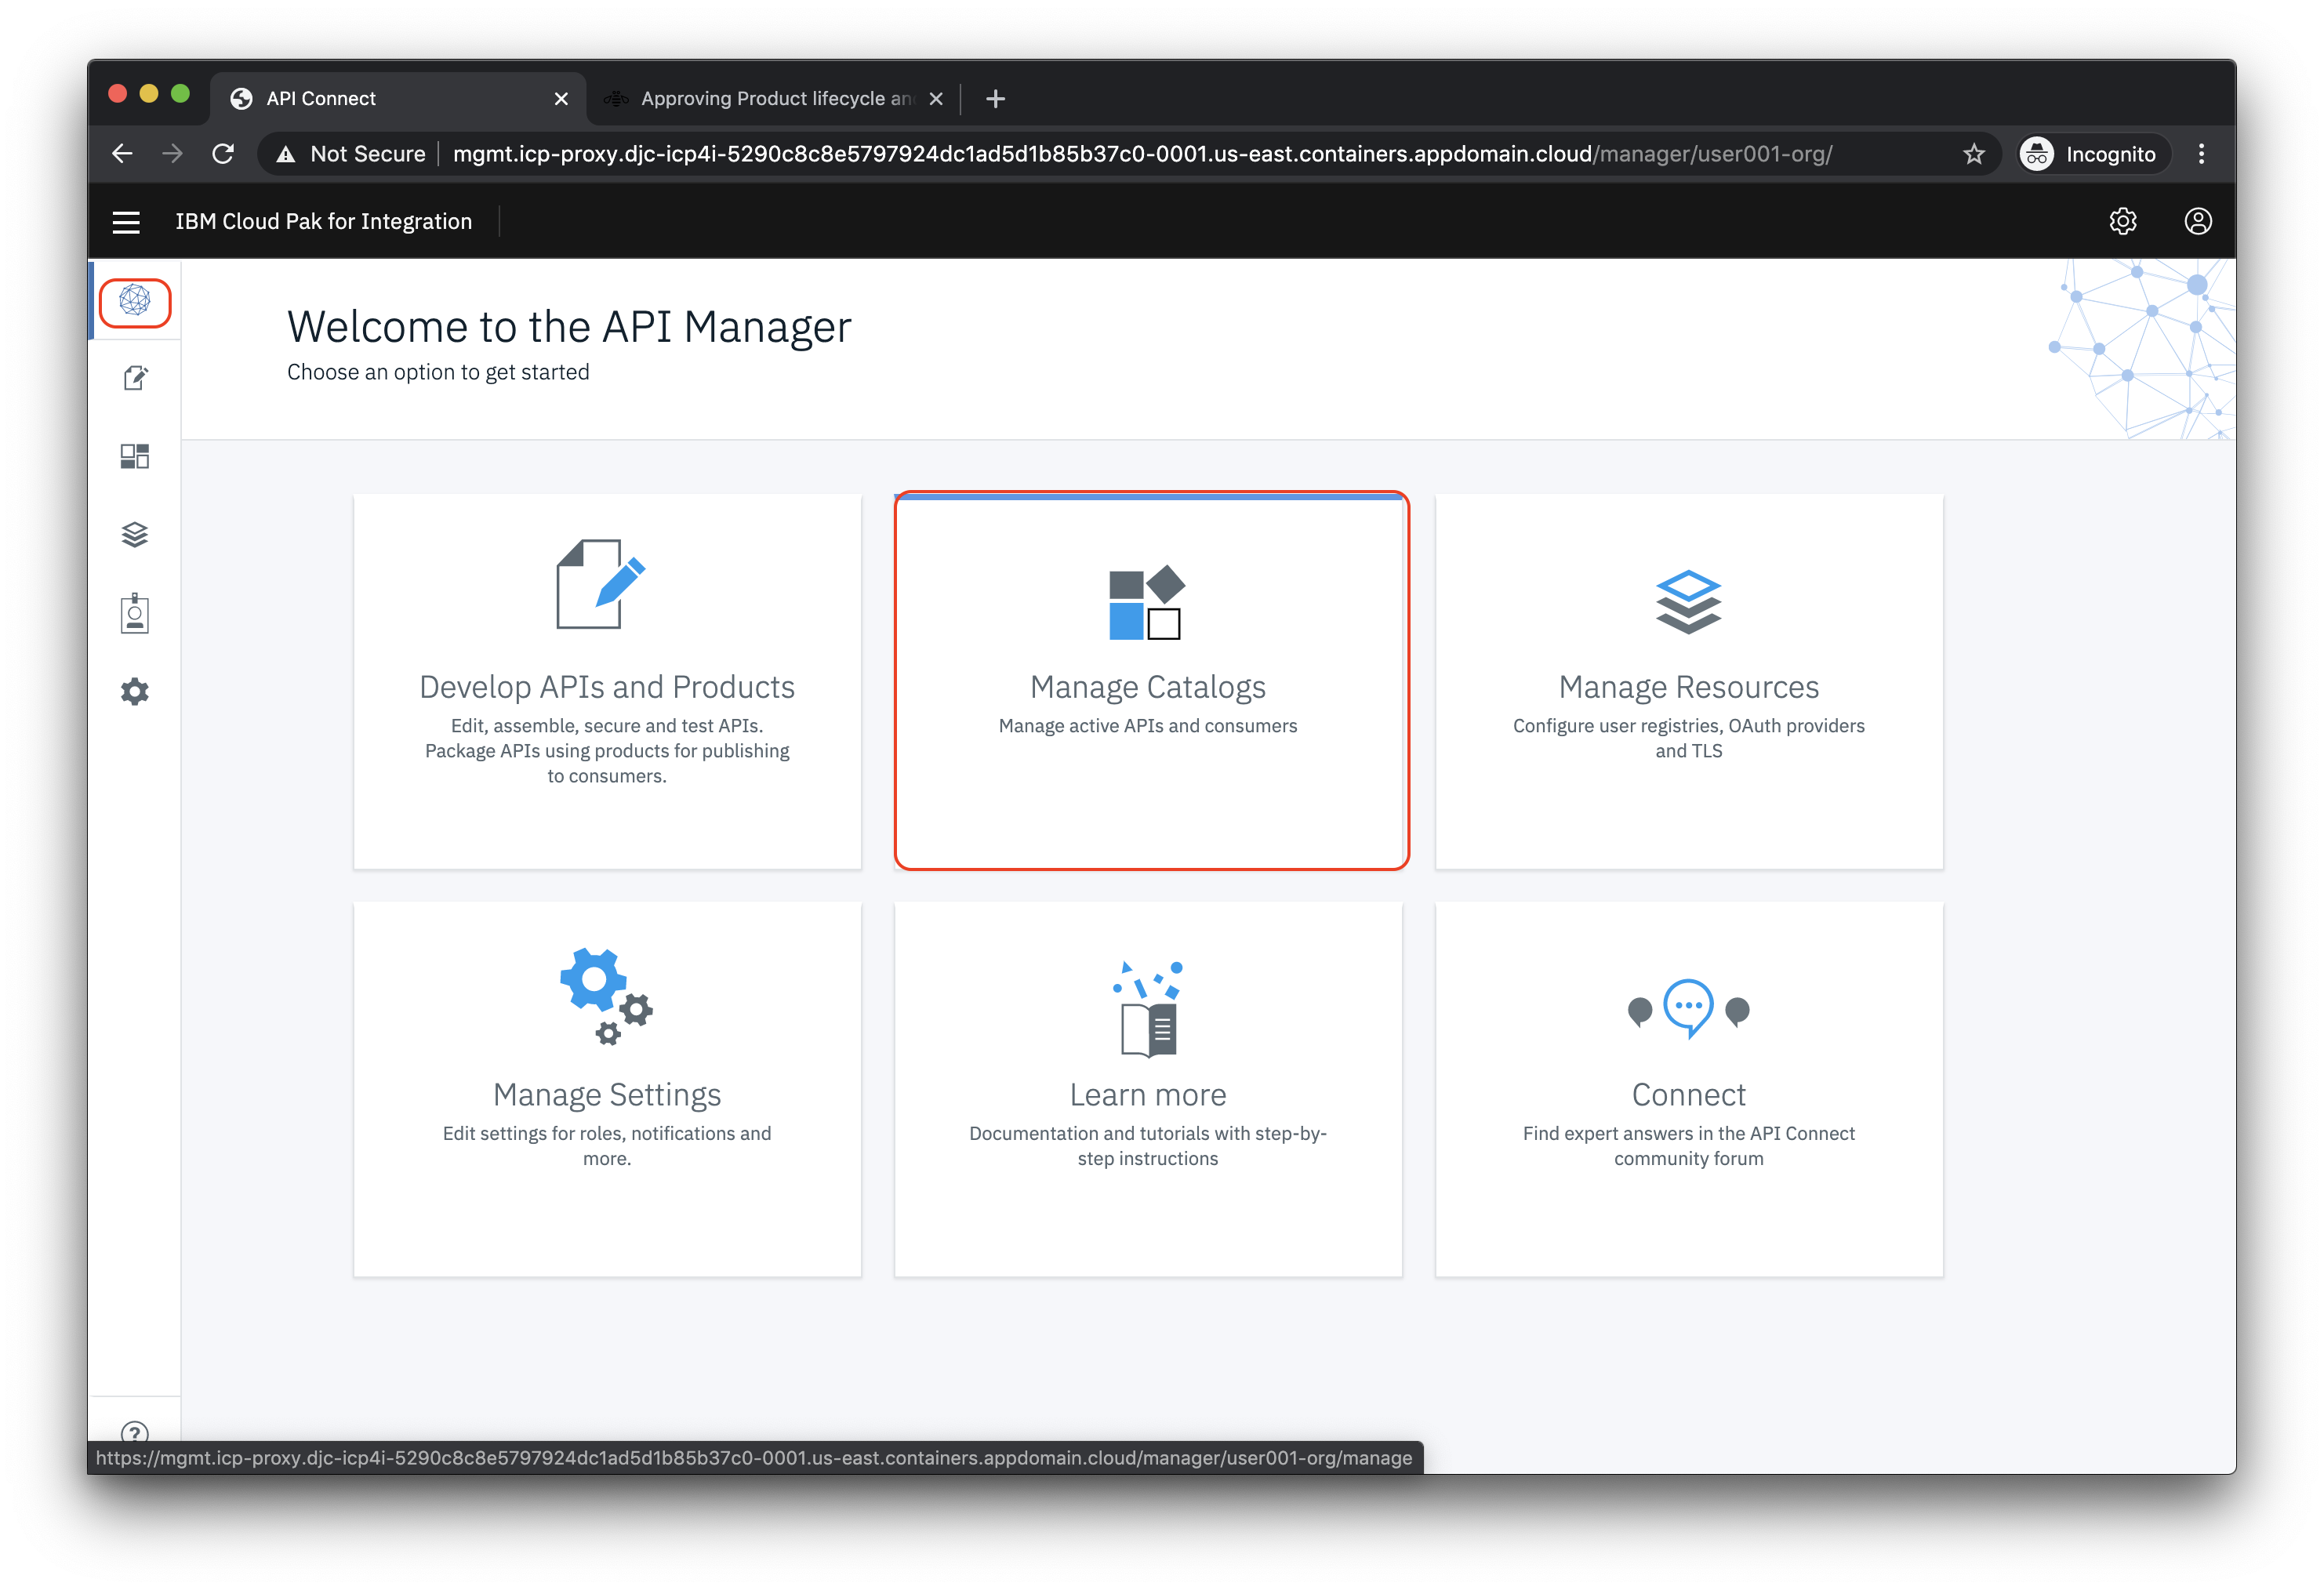 API Connect
Approving Product lifecycle an
Not Secure
mgmt.icp-proxy.djc-icp4i-5290c8c8e5797924dc1ad5d1b85b37c0-0001.us-east.containers.appdomain.cloud/manager/user001-org/
Incognito
IBM Cloud Pak for Integration
Welcome to the API Manager
Choose an option to get started
Develop APIs and Products
Edit, assemble, secure and test APIs.
Package APIs using products for publishing
to consumers.
Manage Catalogs
Manage active APIs and consumers
Manage Resources
Configure user registries, OAuth providers
and TLS
Manage Settings
Edit settings for roles, notifications and
more.
Learn more
Documentation and tutorials with step-by-
step instructions
Connect
Find expert answers in the API Connect
community forum
?
https://mgmt.icp-proxy.djc-icp4i-5290c8c8e5797924dc1ad5d1b85b37c0-0001.us-east.containers.appdomain.cloud/manager/user001-org/manage